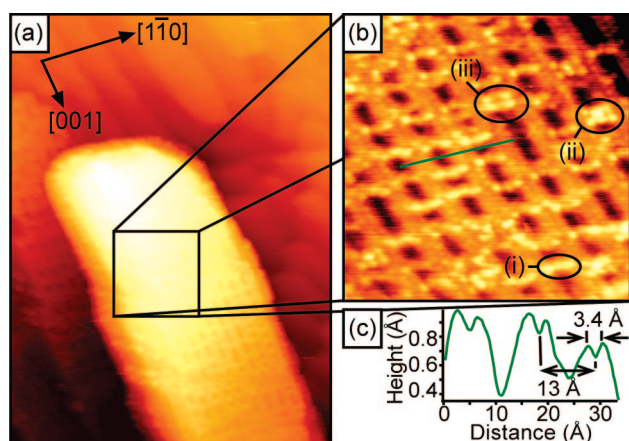 (a)
[11̄0]
[001]
(b)
(iii)
(ii)
(i)
(c)
Height (Å)
0.8
0.6
0.4
3.4 Å
13 Å
0 10 20 30
Distance (Å)